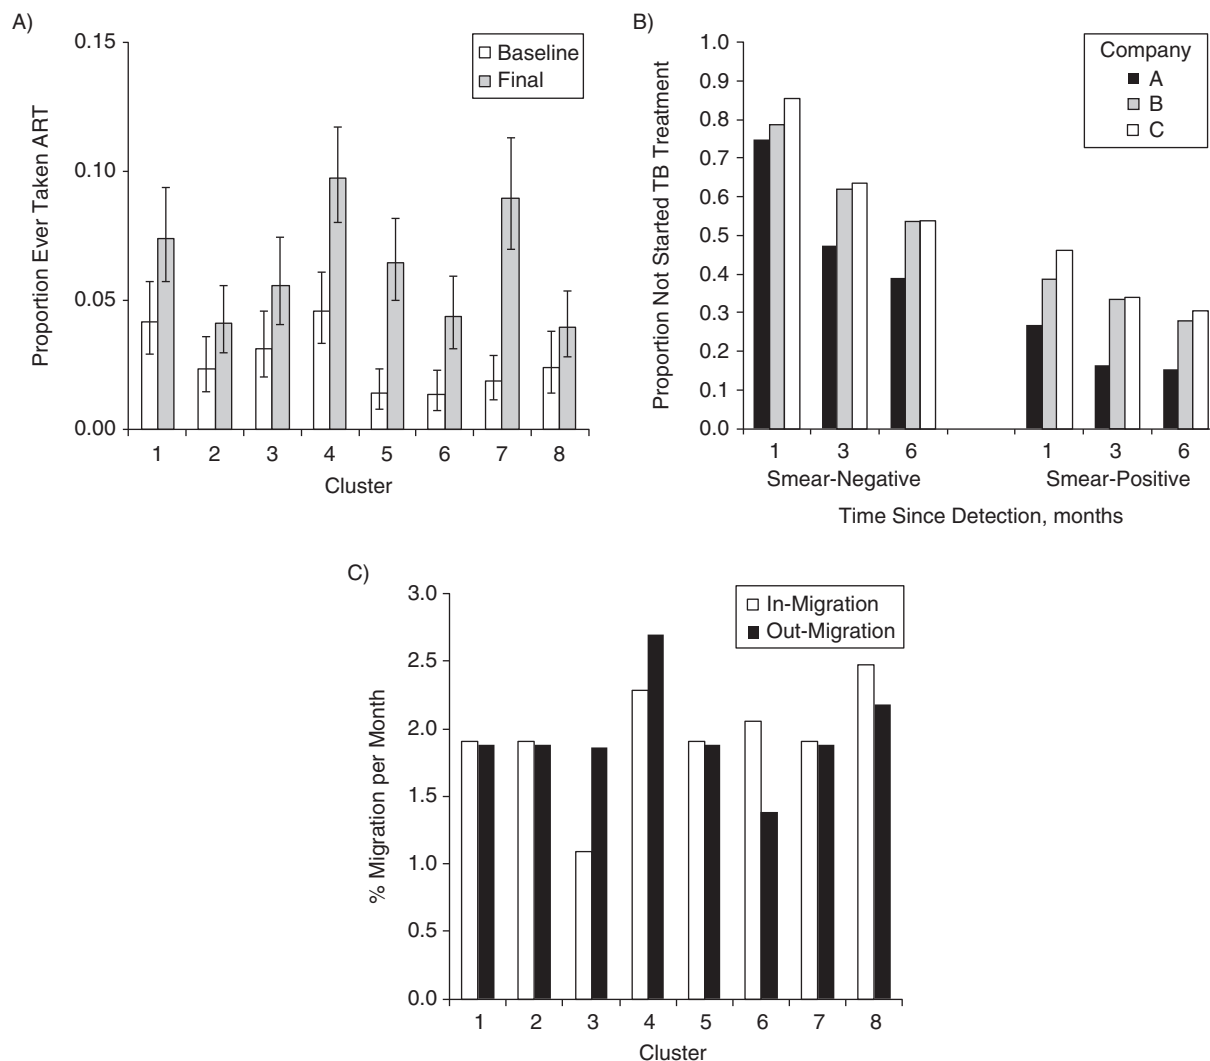 A)
Proportion Ever Taken ART
0.15
0.10
0.05
0.00
Baseline
Final
1 2 3 4 5 6 7 8
Cluster
B)
Proportion Not Started TB Treatment
1.0
0.9
0.8
0.7
0.6
0.5
0.4
0.3
0.2
0.1
0.0
Company
A
B
C
1 3 6 1 3 6
Smear-Negative Smear-Positive
Time Since Detection, months
C)
% Migration per Month
3.0
2.5
2.0
1.5
1.0
0.5
0.0
In-Migration
Out-Migration
1 2 3 4 5 6 7 8
Cluster